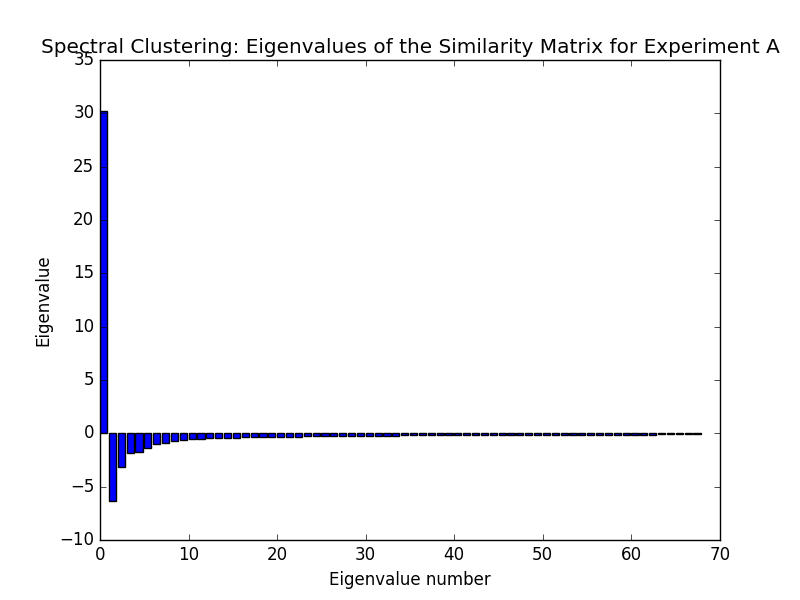 Spectral Clustering: Eigenvalues of the Similarity Matrix for Experiment A
35
30
25
20
15
10
5
0
−5
−10
Eigenvalue
0 10 20 30 40 50 60 70
Eigenvalue number